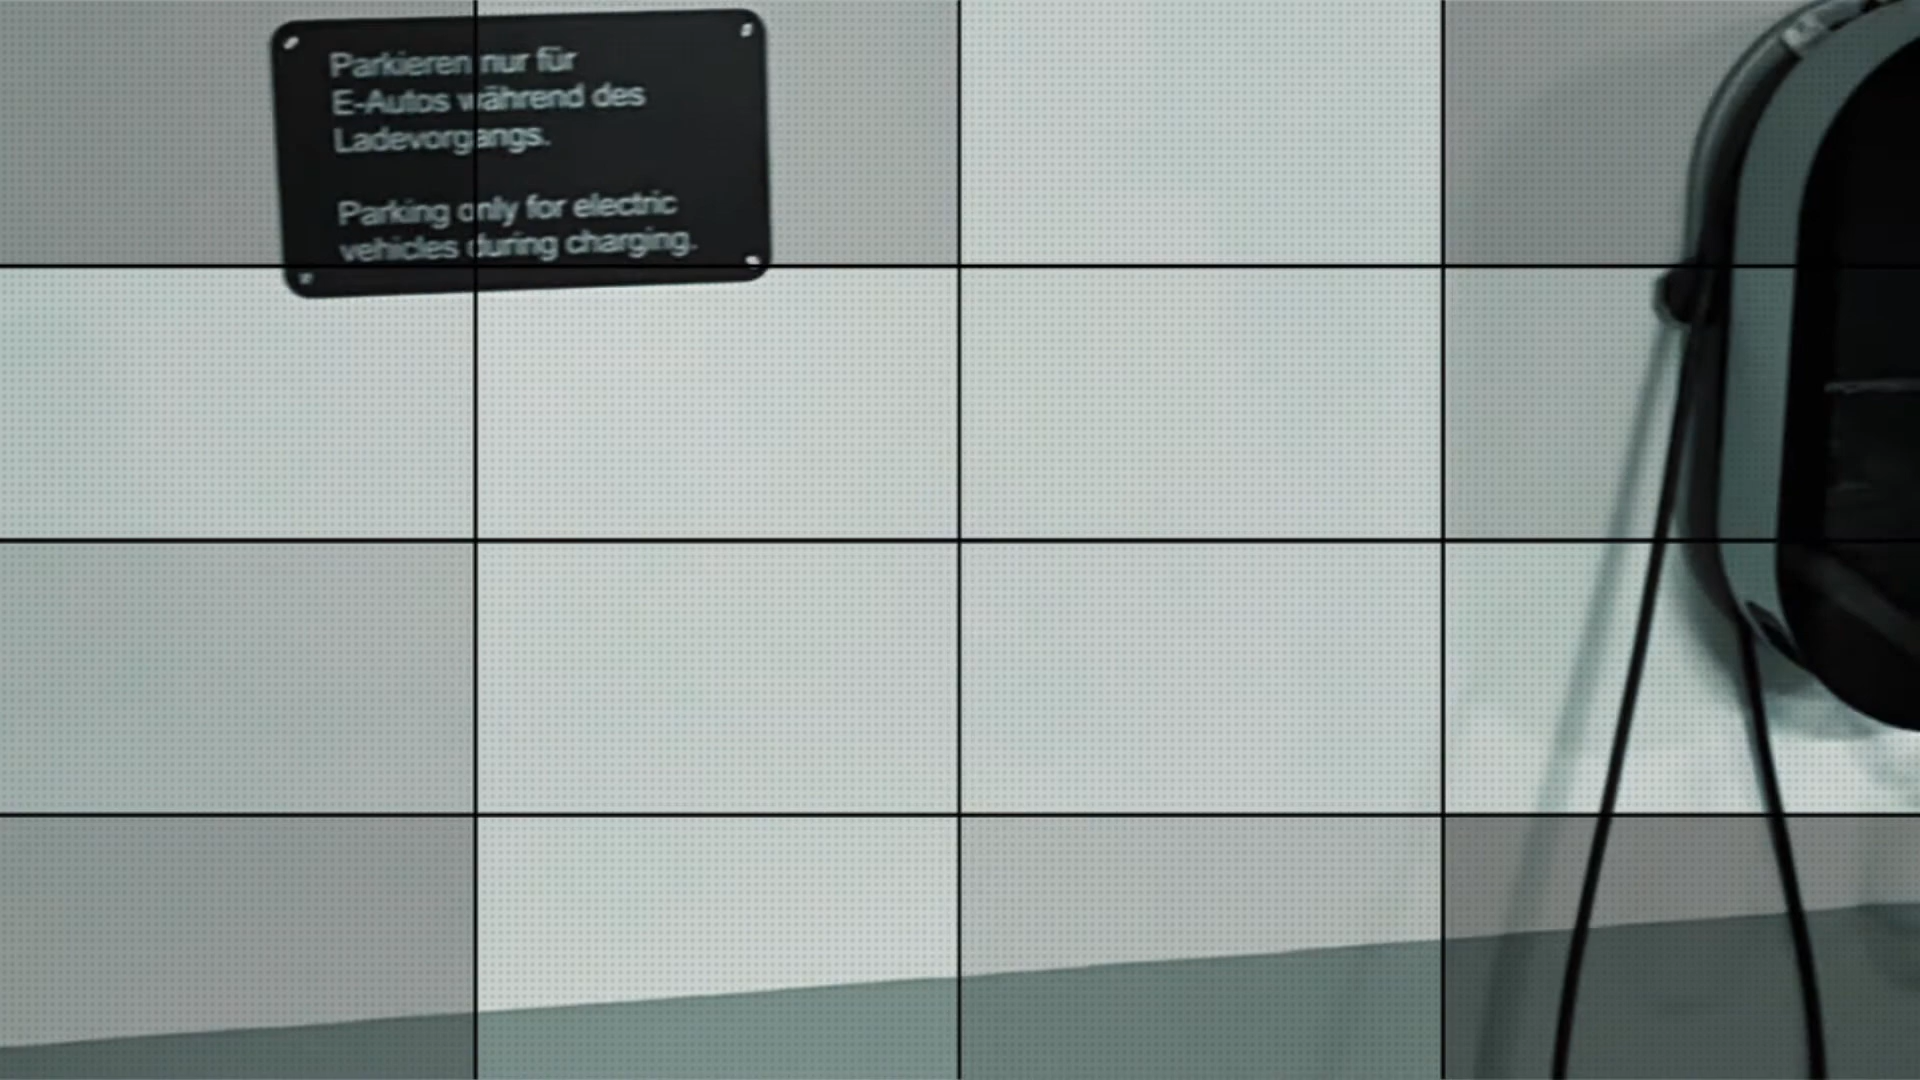 Parkieren nur für
E-Autos während des
Ladevorgangs.
Parking only for electric
vehicles during charging.